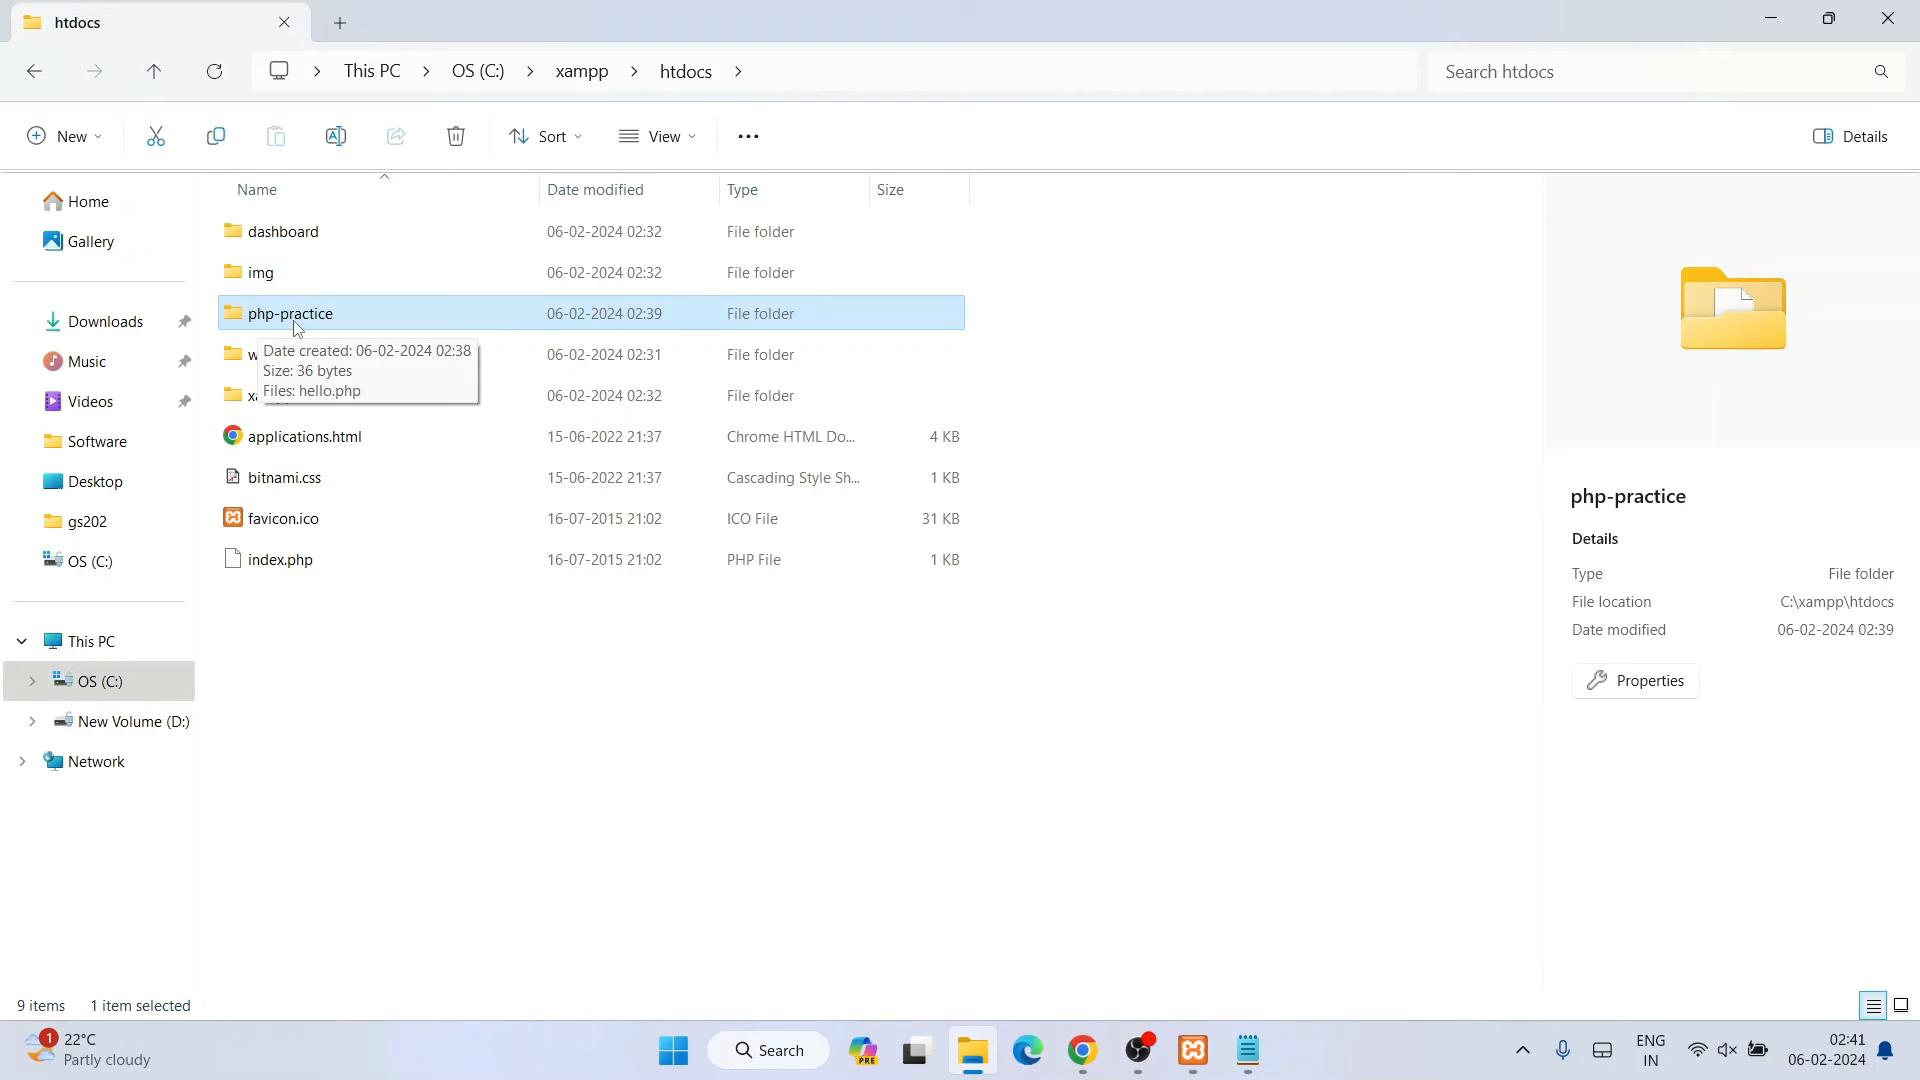 htdocs
This PC
OS (C:)
xampp
htdocs
Search htdocs
New
Sort
View
Details
Home
Gallery
Downloads
Music
Videos
Software
Desktop
gs202
OS (C:)
This PC
OS (C:)
New Volume (D:)
Network
Name Date modified Type Size
dashboard 06-02-2024 02:32 File folder
img 06-02-2024 02:32 File folder
php-practice 06-02-2024 02:39 File folder
w 06-02-2024 02:31 File folder
06-02-2024 02:32 File folder
Date created: 06-02-2024 02:38
Size: 36 bytes
Files: hello.php
applications.html 15-06-2022 21:37 Chrome HTML Do... 4 KB
bitnami.css 15-06-2022 21:37 Cascading Style Sh... 1 KB
favicon.ico 16-07-2015 21:02 ICO File 31 KB
index.php 16-07-2015 21:02 PHP File 1 KB
php-practice
Details
Type File folder
File location C:\xampp\htdocs
Date modified 06-02-2024 02:39
Properties
9 items 1 item selected
1
22°C
Partly cloudy
Search
PRE
ENG
IN
02:41
06-02-2024